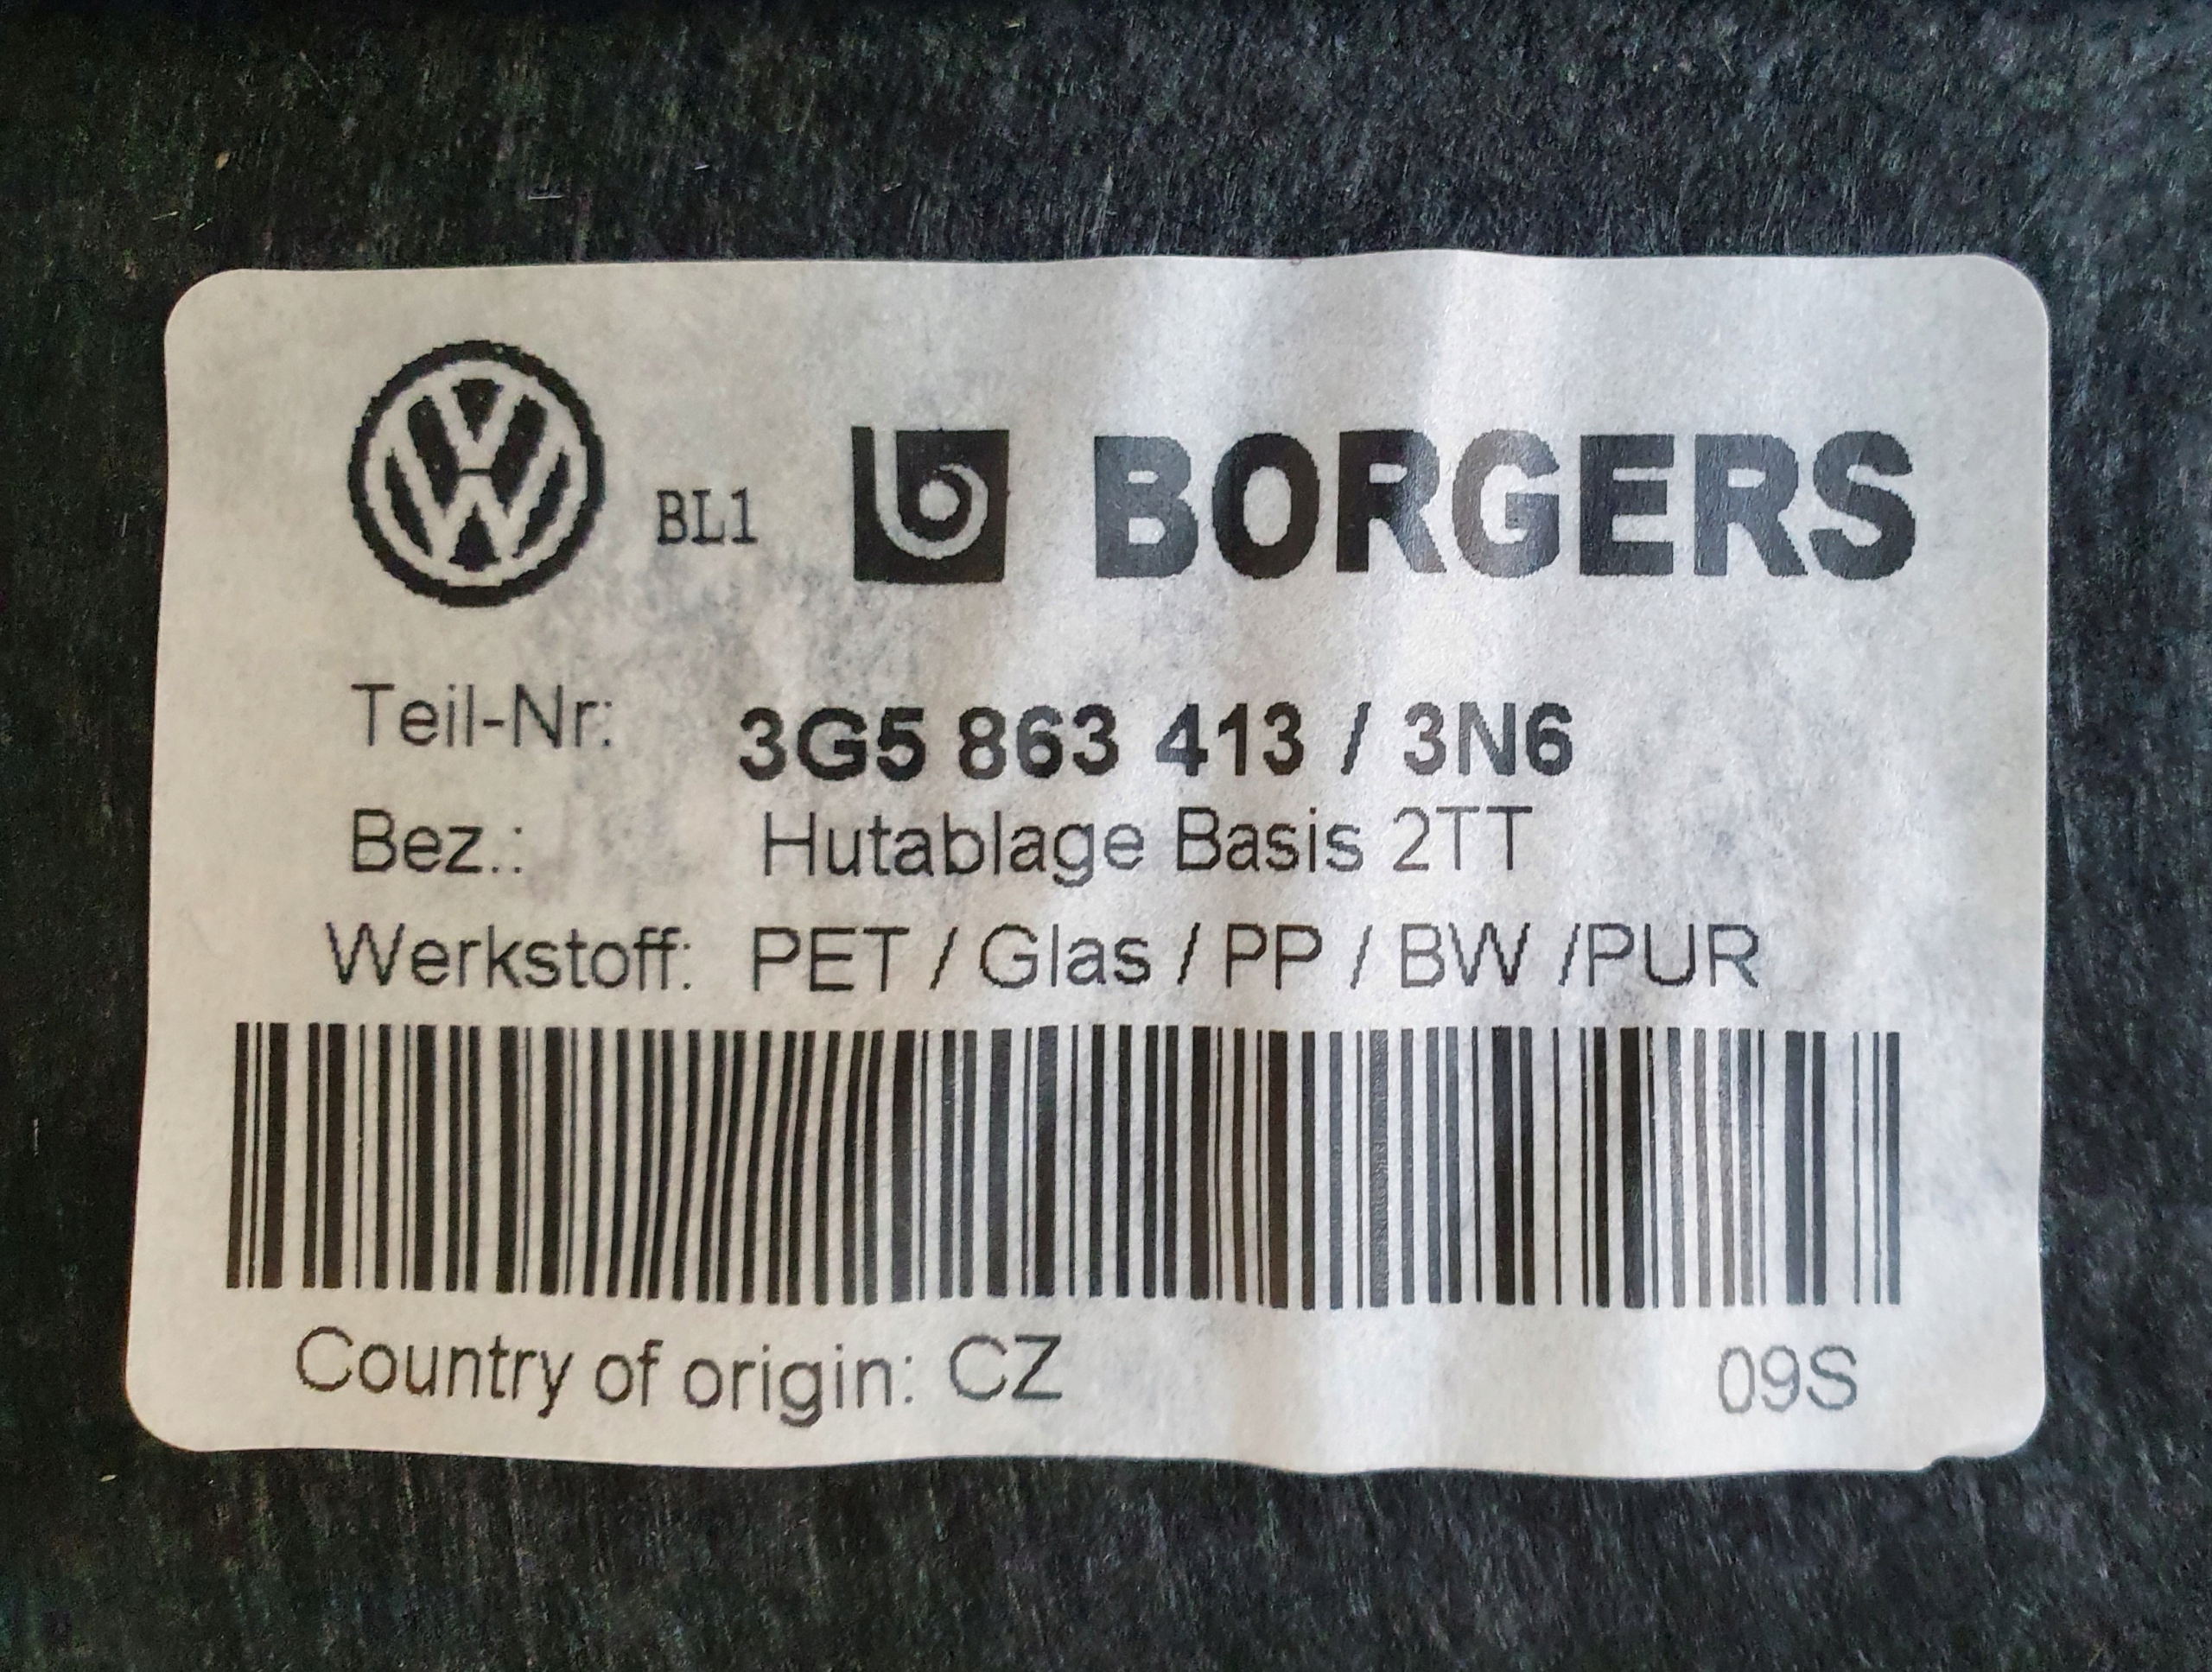 BL1 BORGERS
Teil-Nr: 3G5 863 413 / 3N6
Bez.: Hutablage Basis 2TT
Werkstoff: PET / Glas / PP / BW /PUR
Country of origin: CZ 09S